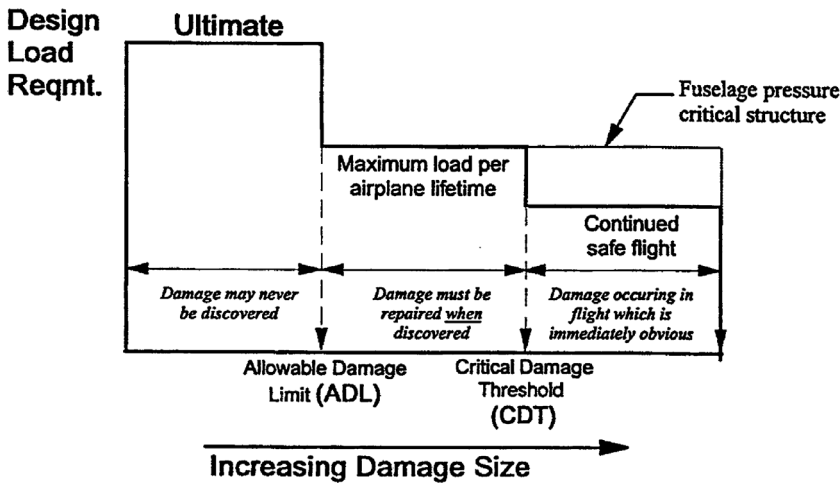 Design
Load
Reqmt.
Ultimate
Fuselage pressure
critical structure
Maximum load per
airplane lifetime
Continued
safe flight
Damage may never
be discovered
Damage must be
repaired when
discovered
Damage occuring in
flight which is
immediately obvious
Allowable Damage
Limit (ADL)
Critical Damage
Threshold
(CDT)
Increasing Damage Size